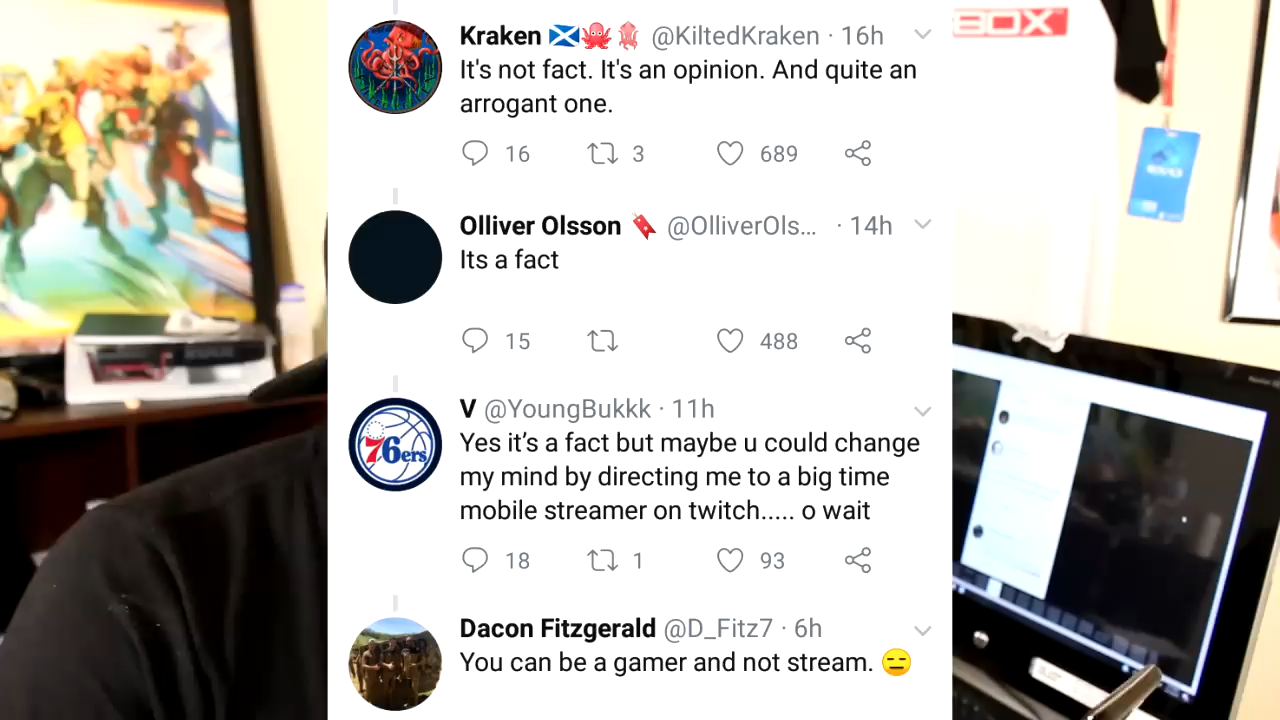 Kraken 🏴󠁧󠁢󠁳󠁣󠁴󠁿🐙🦑 @KiltedKraken · 16h
It's not fact. It's an opinion. And quite an
arrogant one.
16 3 689
Olliver Olsson @OlliverOls... · 14h
Its a fact
15 488
V @YoungBukkk · 11h
76ers
Yes it’s a fact but maybe u could change
my mind by directing me to a big time
mobile streamer on twitch..... o wait
18 1 93
Dacon Fitzgerald @D_Fitz7 · 6h
You can be a gamer and not stream. 😑
BOX